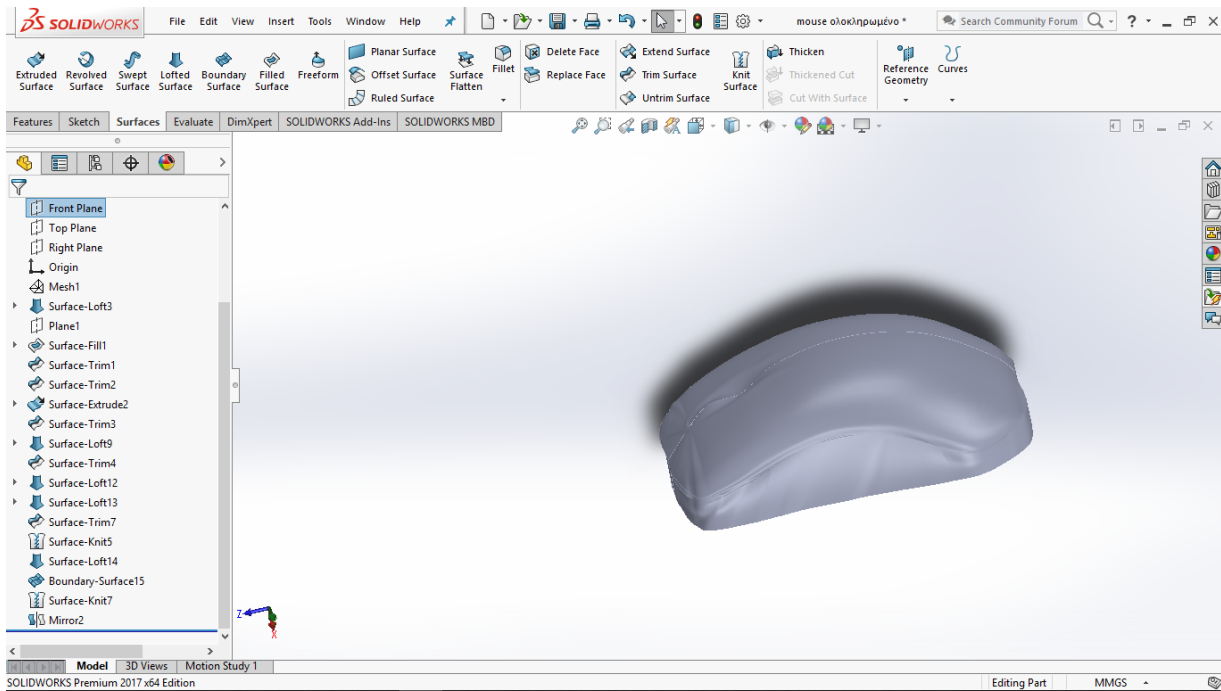 SOLIDWORKS File Edit View Insert Tools Window Help mouse ολοκληρωμένο * Search Community Forum
Extruded Surface
Revolved Surface
Swept Surface
Lofted Surface
Boundary Surface
Filled Surface
Freeform
Planar Surface
Offset Surface
Ruled Surface
Surface Flatten
Fillet
Delete Face
Replace Face
Extend Surface
Trim Surface
Untrim Surface
Knit Surface
Thicken
Thickened Cut
Cut With Surface
Reference Geometry
Curves
Features Sketch Surfaces Evaluate DimXpert SOLIDWORKS Add-Ins SOLIDWORKS MBD
Front Plane
Top Plane
Right Plane
Origin
Mesh1
Surface-Loft3
Plane1
Surface-Fill1
Surface-Trim1
Surface-Trim2
Surface-Extrude2
Surface-Trim3
Surface-Loft9
Surface-Trim4
Surface-Loft12
Surface-Loft13
Surface-Trim7
Surface-Knit5
Surface-Loft14
Boundary-Surface15
Surface-Knit7
Mirror2
Z
X
Model 3D Views Motion Study 1
SOLIDWORKS Premium 2017 x64 Edition Editing Part MMGS